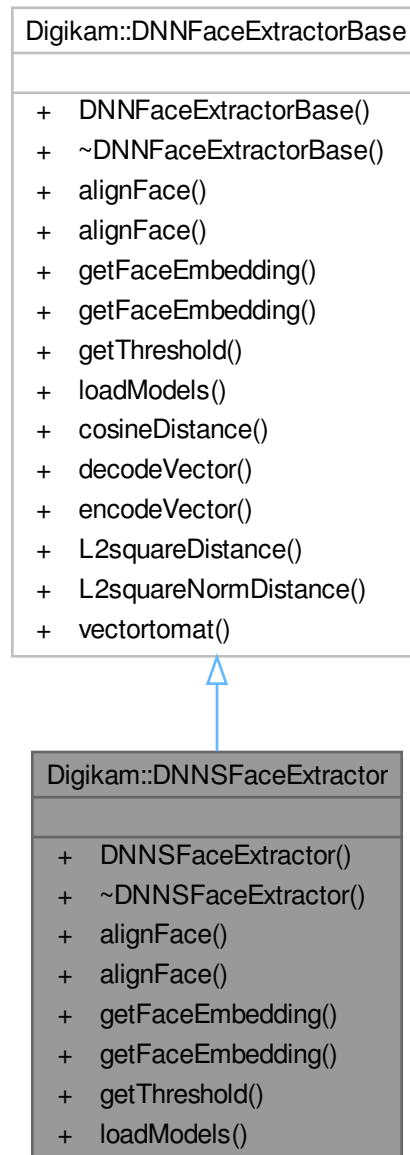 Digikam::DNNFaceExtractorBase
+ DNNFaceExtractorBase()
+ ~DNNFaceExtractorBase()
+ alignFace()
+ alignFace()
+ getFaceEmbedding()
+ getFaceEmbedding()
+ getThreshold()
+ loadModels()
+ cosineDistance()
+ decodeVector()
+ encodeVector()
+ L2squareDistance()
+ L2squareNormDistance()
+ vectortomat()
Digikam::DNNSFaceExtractor
+ DNNSFaceExtractor()
+ ~DNNSFaceExtractor()
+ alignFace()
+ alignFace()
+ getFaceEmbedding()
+ getFaceEmbedding()
+ getThreshold()
+ loadModels()